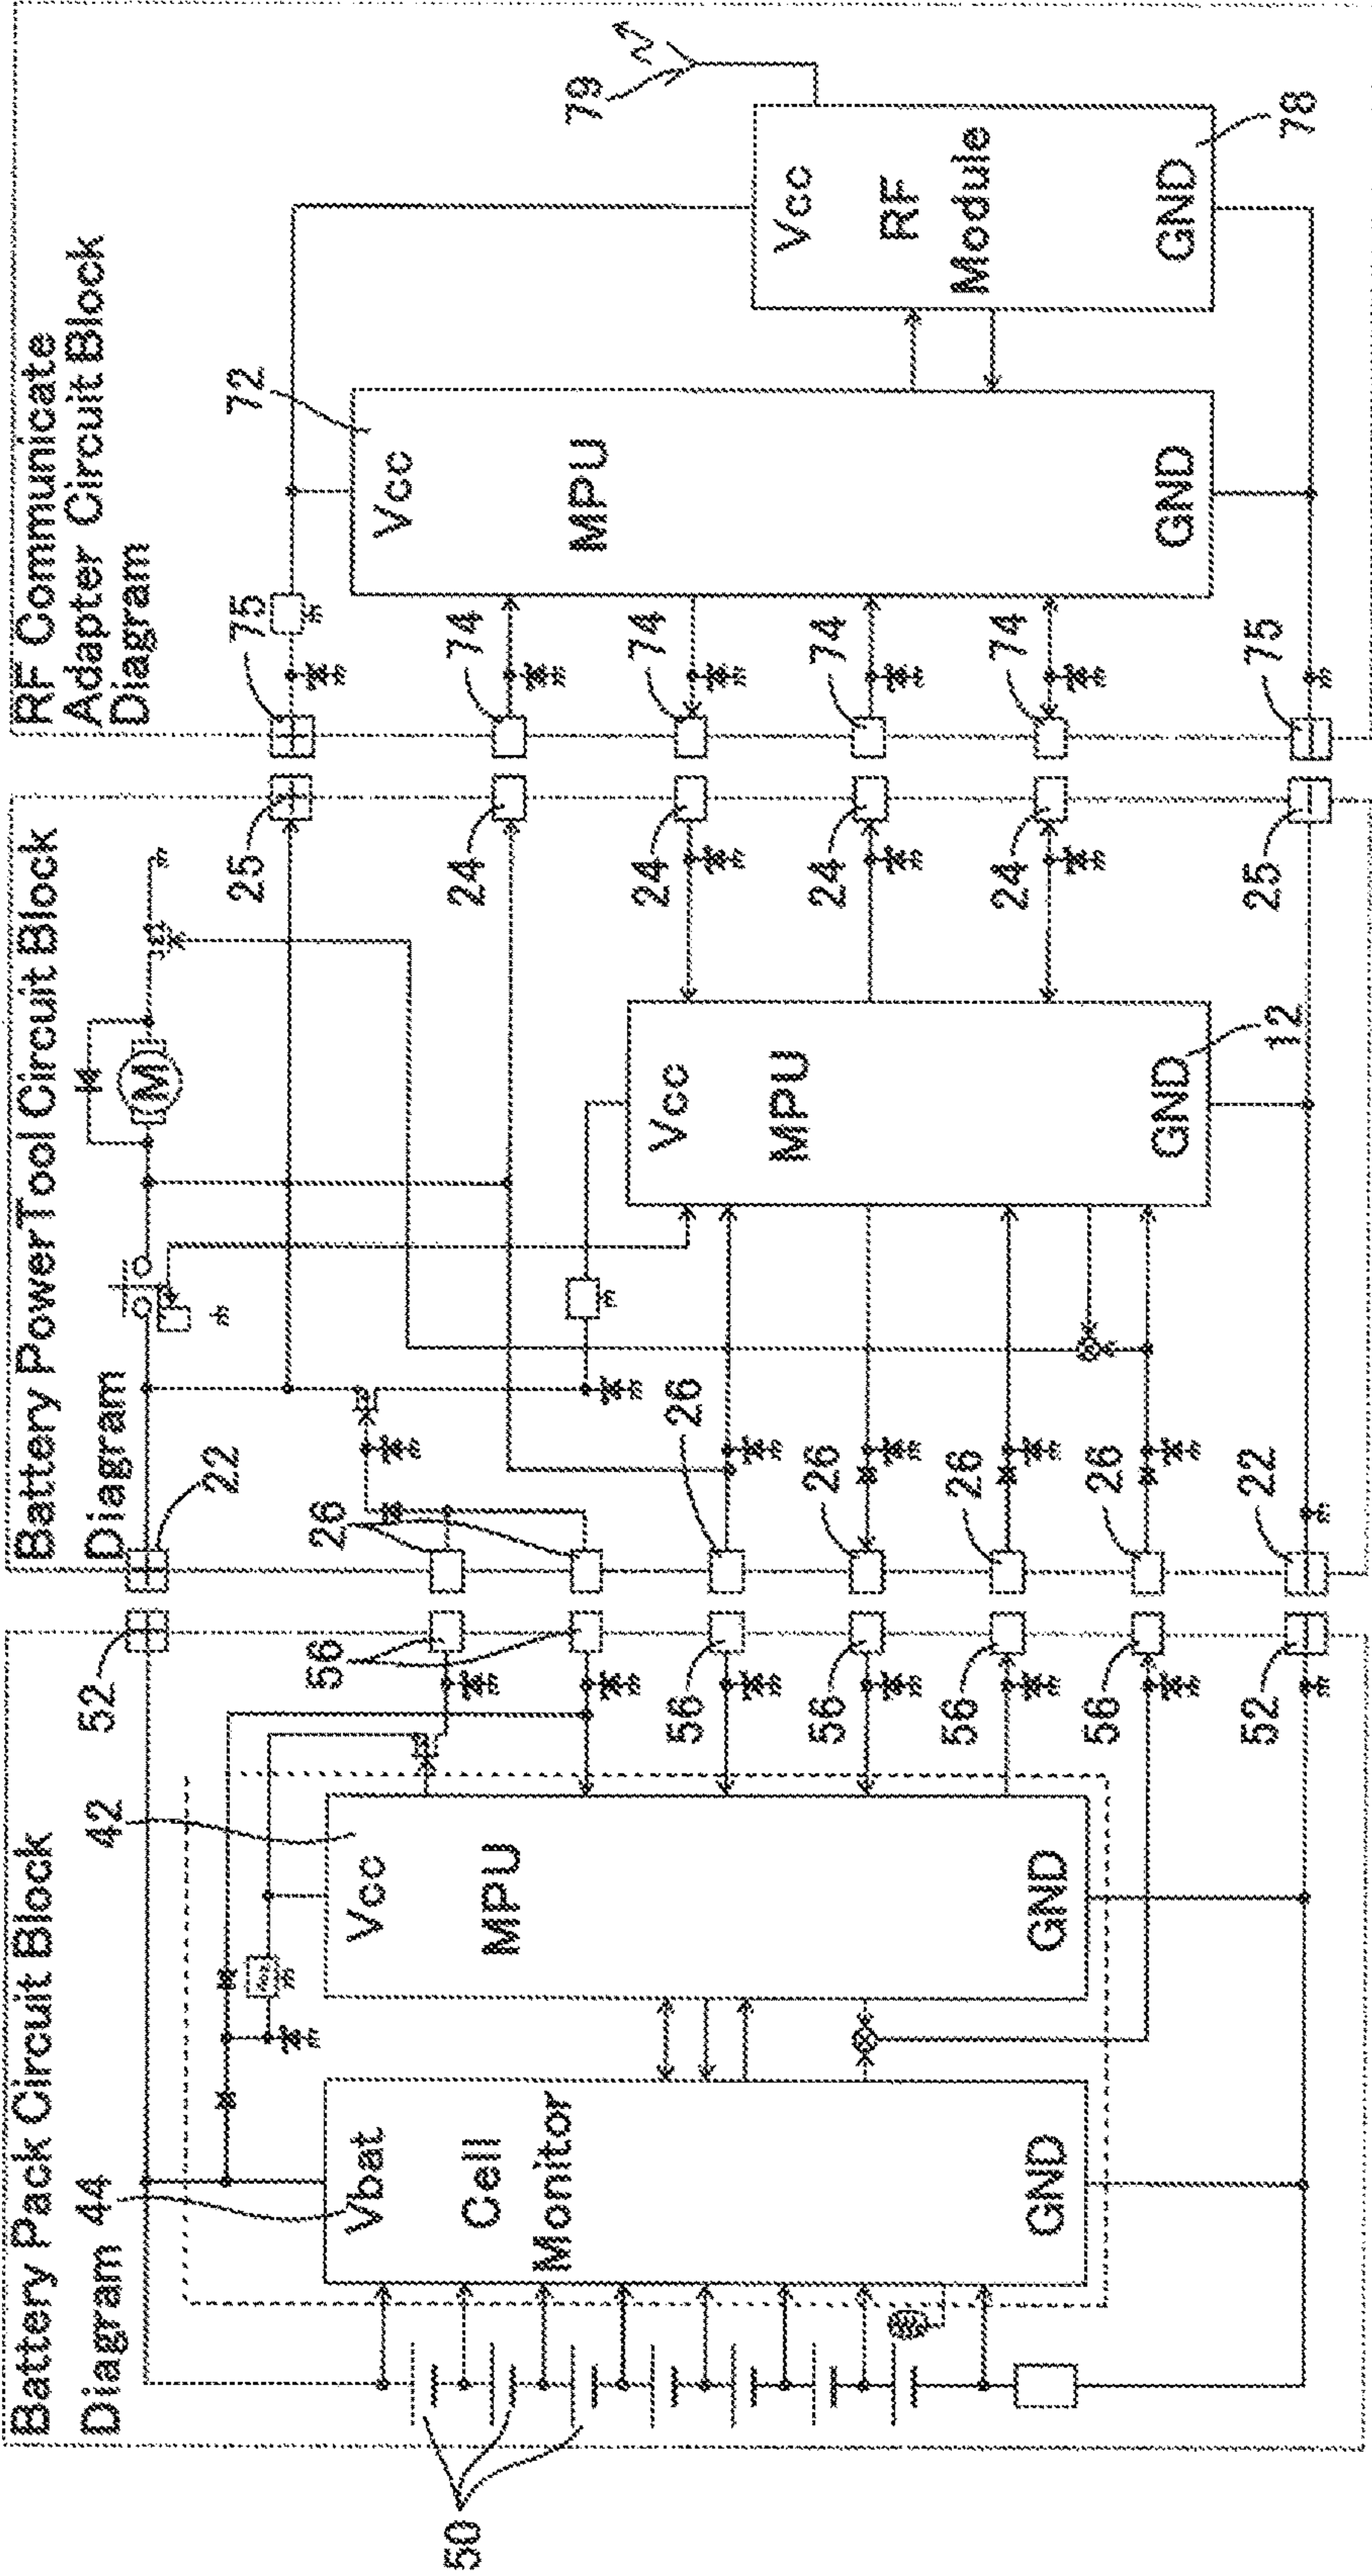 Battery Pack Circuit Block
Diagram
44
42
52
50
Vbat
Cell
Monitor
GND
Vcc
MPU
GND
56
56
56
56
56
52
Battery PowerTool Circuit Block
Diagram
22
26
26
26
26
26
22
M
Vcc
MPU
GND
12
25
24
24
24
24
25
RF Communicate
Adapter Circuit Block
Diagram
75
74
74
74
74
75
72
Vcc
MPU
GND
79
Vcc
RF
Module
GND
78